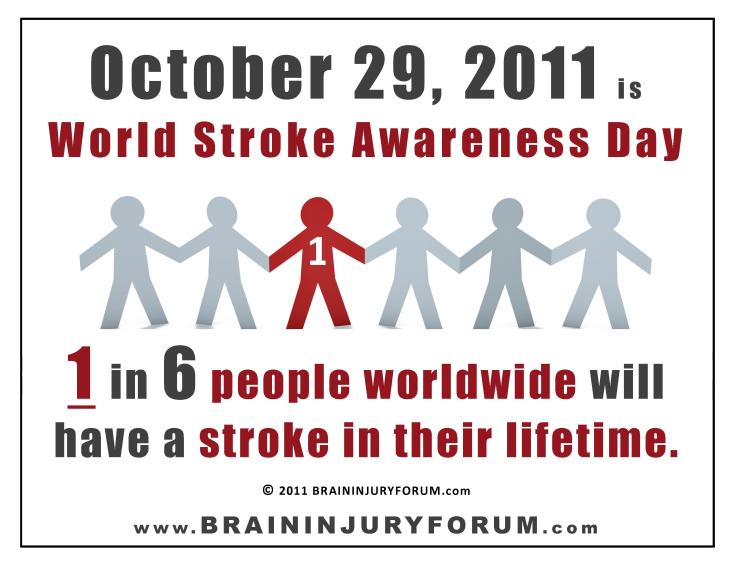 October 29, 2011 is
World Stroke Awareness Day
1
1 in 6 people worldwide will
have a stroke in their lifetime.
© 2011 BRAININJURYFORUM.com
www.BRAININJURYFORUM.com